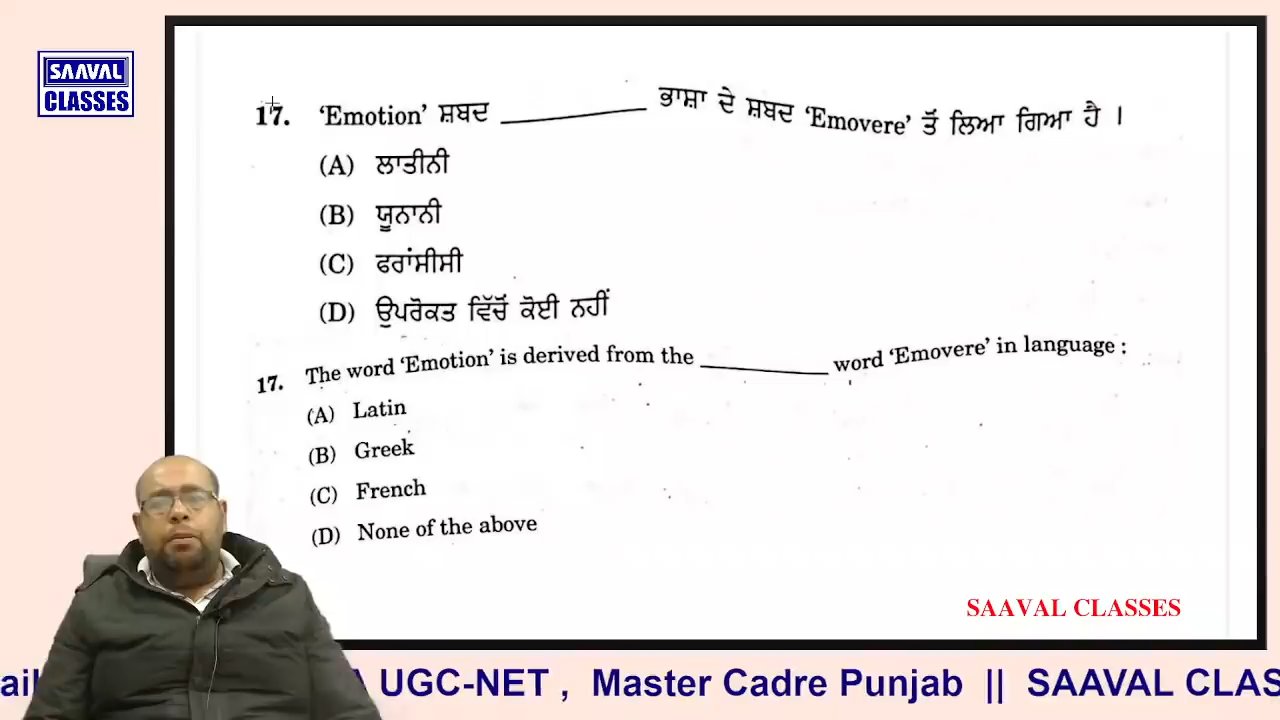 SAAVAL
CLASSES
17. 'Emotion' ਸ਼ਬਦ __________ ਭਾਸ਼ਾ ਦੇ ਸ਼ਬਦ 'Emovere' ਤੋਂ ਲਿਆ ਗਿਆ ਹੈ ।
(A) ਲਾਤੀਨੀ
(B) ਯੂਨਾਨੀ
(C) ਫਰਾਂਸੀਸੀ
(D) ਉਪਰੋਕਤ ਵਿੱਚੋਂ ਕੋਈ ਨਹੀਂ
17. The word 'Emotion' is derived from the __________ word 'Emovere' in language :
(A) Latin
(B) Greek
(C) French
(D) None of the above
SAAVAL CLASSES
UGC-NET , Master Cadre Punjab || SAAVAL CLAS